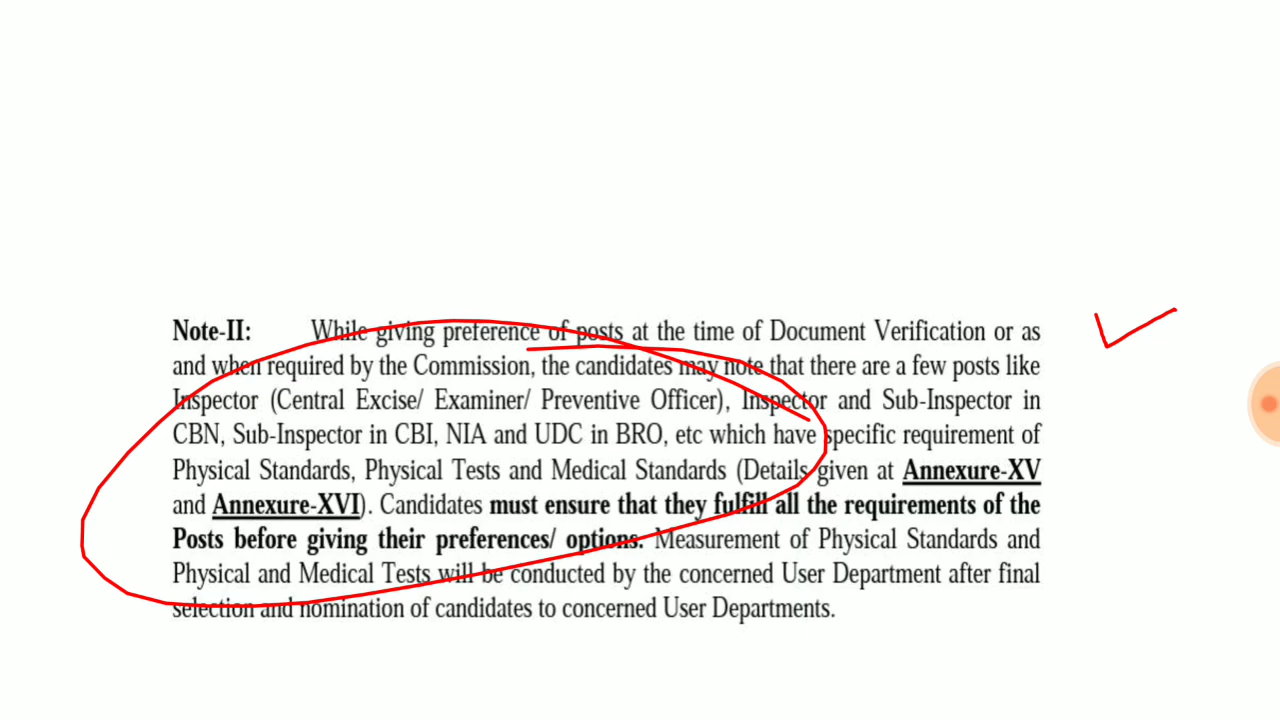 Note-II: While giving preference of posts at the time of Document Verification or as
and when required by the Commission, the candidates may note that there are a few posts like
Inspector (Central Excise/ Examiner/ Preventive Officer), Inspector and Sub-Inspector in
CBN, Sub-Inspector in CBI, NIA and UDC in BRO, etc which have specific requirement of
Physical Standards, Physical Tests and Medical Standards (Details given at Annexure-XV
and Annexure-XVI). Candidates must ensure that they fulfill all the requirements of the
Posts before giving their preferences/ options. Measurement of Physical Standards and
Physical and Medical Tests will be conducted by the concerned User Department after final
selection and nomination of candidates to concerned User Departments.